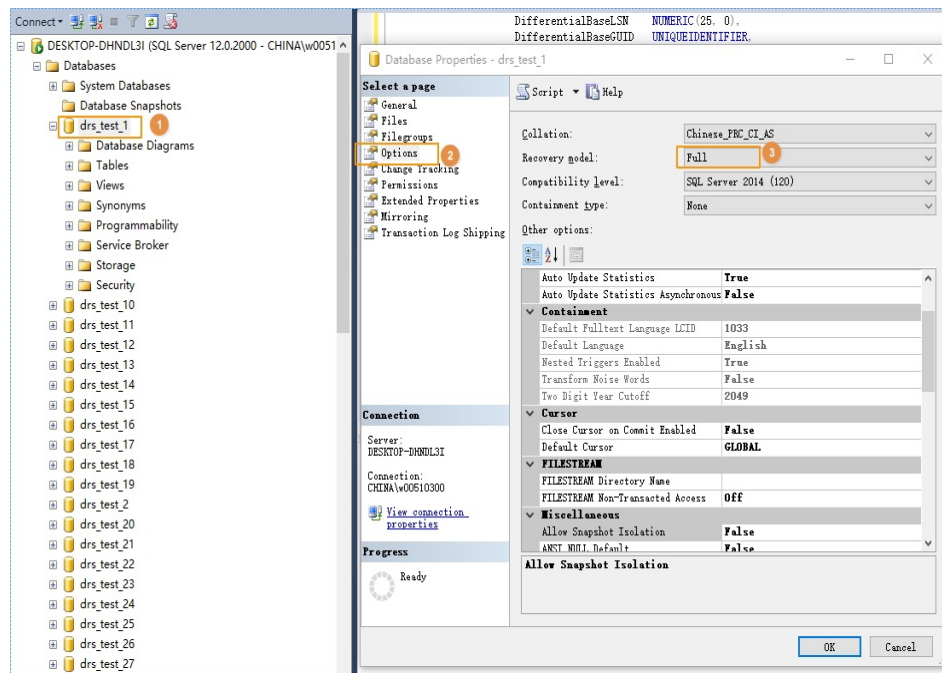 Connect
DESKTOP-DHNDL3I (SQL Server 12.0.2000 - CHINA\w0051
Databases
System Databases
Database Snapshots
drs_test_1
1
Database Diagrams
Tables
Views
Synonyms
Programmability
Service Broker
Storage
Security
drs_test_10
drs_test_11
drs_test_12
drs_test_13
drs_test_14
drs_test_15
drs_test_16
drs_test_17
drs_test_18
drs_test_19
drs_test_2
drs_test_20
drs_test_21
drs_test_22
drs_test_23
drs_test_24
drs_test_25
drs_test_26
drs_test_27
DifferentialBaseLSN NUMERIC(25, 0),
DifferentialBaseGUID UNIQUEIDENTIFIER,
Database Properties - drs_test_1
Select a page
General
Files
Filegroups
Options
2
Change Tracking
Permissions
Extended Properties
Mirroring
Transaction Log Shipping
Connection
Server:
DESKTOP-DHNDL3I
Connection:
CHINA\w00510300
View connection
properties
Progress
Ready
Script Help
Collation: Chinese_PRC_CI_AS
Recovery model: Full 3
Compatibility level: SQL Server 2014 (120)
Containment type: None
Other options:
Auto Update Statistics True
Auto Update Statistics Asynchronous False
Containment
Default Fulltext Language LCID 1033
Default Language English
Nested Triggers Enabled True
Transform Noise Words False
Two Digit Year Cutoff 2049
Cursor
Close Cursor on Commit Enabled False
Default Cursor GLOBAL
FILESTREAM
FILESTREAM Directory Name
FILESTREAM Non-Transacted Access Off
Miscellaneous
Allow Snapshot Isolation False
ANSI NULL Default False
Allow Snapshot Isolation
OK Cancel